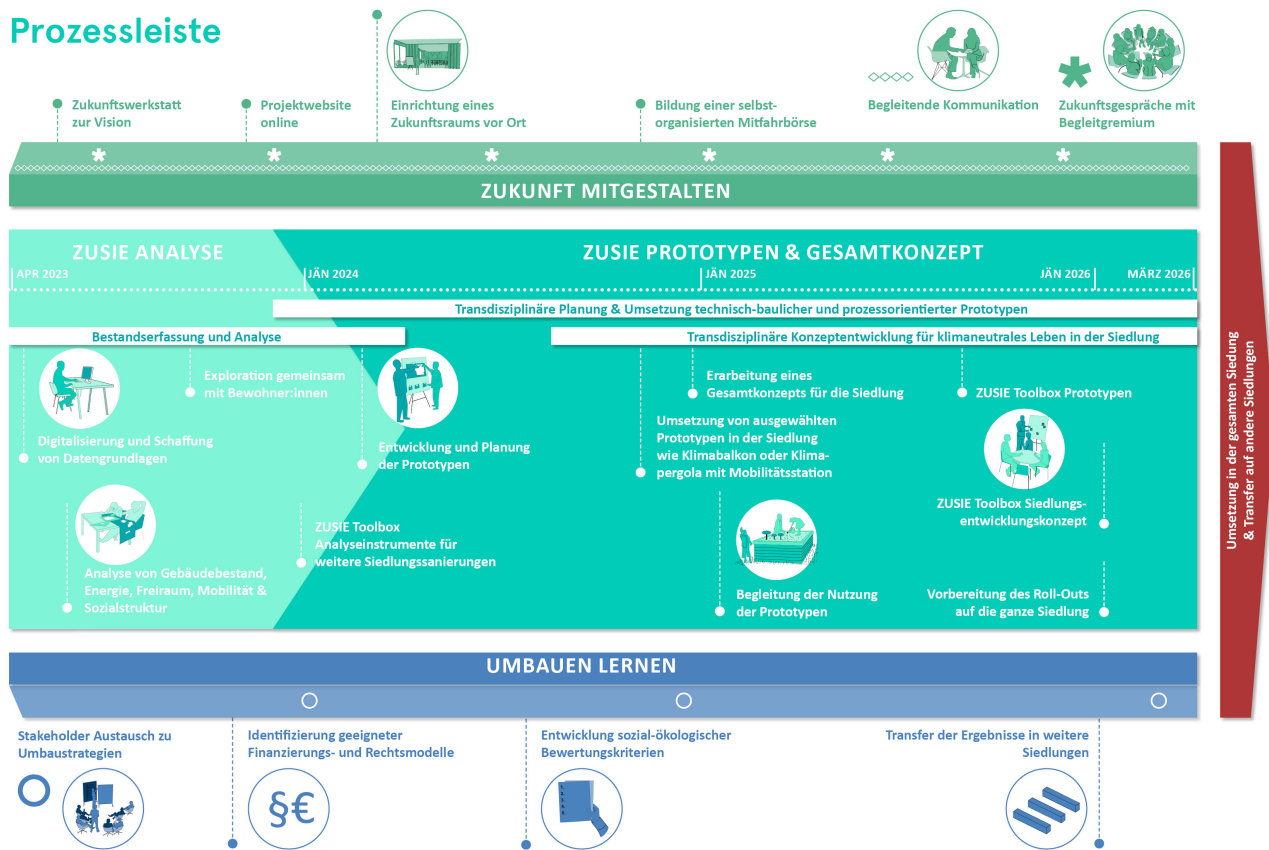 Prozessleiste
Zukunftswerkstatt
zur Vision
Projektwebsite
online
Einrichtung eines
Zukunftsraums vor Ort
Bildung einer selbst-
organisierten Mitfahrbörse
Begleitende Kommunikation
Zukunftsgespräche mit
Begleitgremium
ZUKUNFT MITGESTALTEN
ZUSIE ANALYSE
ZUSIE PROTOTYPEN & GESAMTKONZEPT
APR 2023
JÄN 2024
JÄN 2025
JÄN 2026
MÄRZ 2026
Transdisziplinäre Planung & Umsetzung technisch-baulicher und prozessorientierter Prototypen
Bestandserfassung und Analyse
Transdisziplinäre Konzeptentwicklung für klimaneutrales Leben in der Siedlung
Exploration gemeinsam
mit Bewohner:innen
Digitalisierung und Schaffung
von Datengrundlagen
Entwicklung und Planung
der Prototypen
Erarbeitung eines
Gesamtkonzepts für die Siedlung
ZUSIE Toolbox Prototypen
Umsetzung von ausgewählten
Prototypen in der Siedlung
wie Klimabalkon oder Klima-
pergola mit Mobilitätsstation
ZUSIE Toolbox Siedlungs-
entwicklungskonzept
ZUSIE Toolbox
Analyseinstrumente für
weitere Siedlungssanierungen
Analyse von Gebäudebestand,
Energie, Freiraum, Mobilität &
Sozialstruktur
Begleitung der Nutzung
der Prototypen
Vorbereitung des Roll-Outs
auf die ganze Siedlung
Umsetzung in der gesamten Siedung
& Transfer auf andere Siedlungen
UMBAUEN LERNEN
Stakeholder Austausch zu
Umbaustrategien
Identifizierung geeigneter
Finanzierungs- und Rechtsmodelle
§€
Entwicklung sozial-ökologischer
Bewertungskriterien
Transfer der Ergebnisse in weitere
Siedlungen